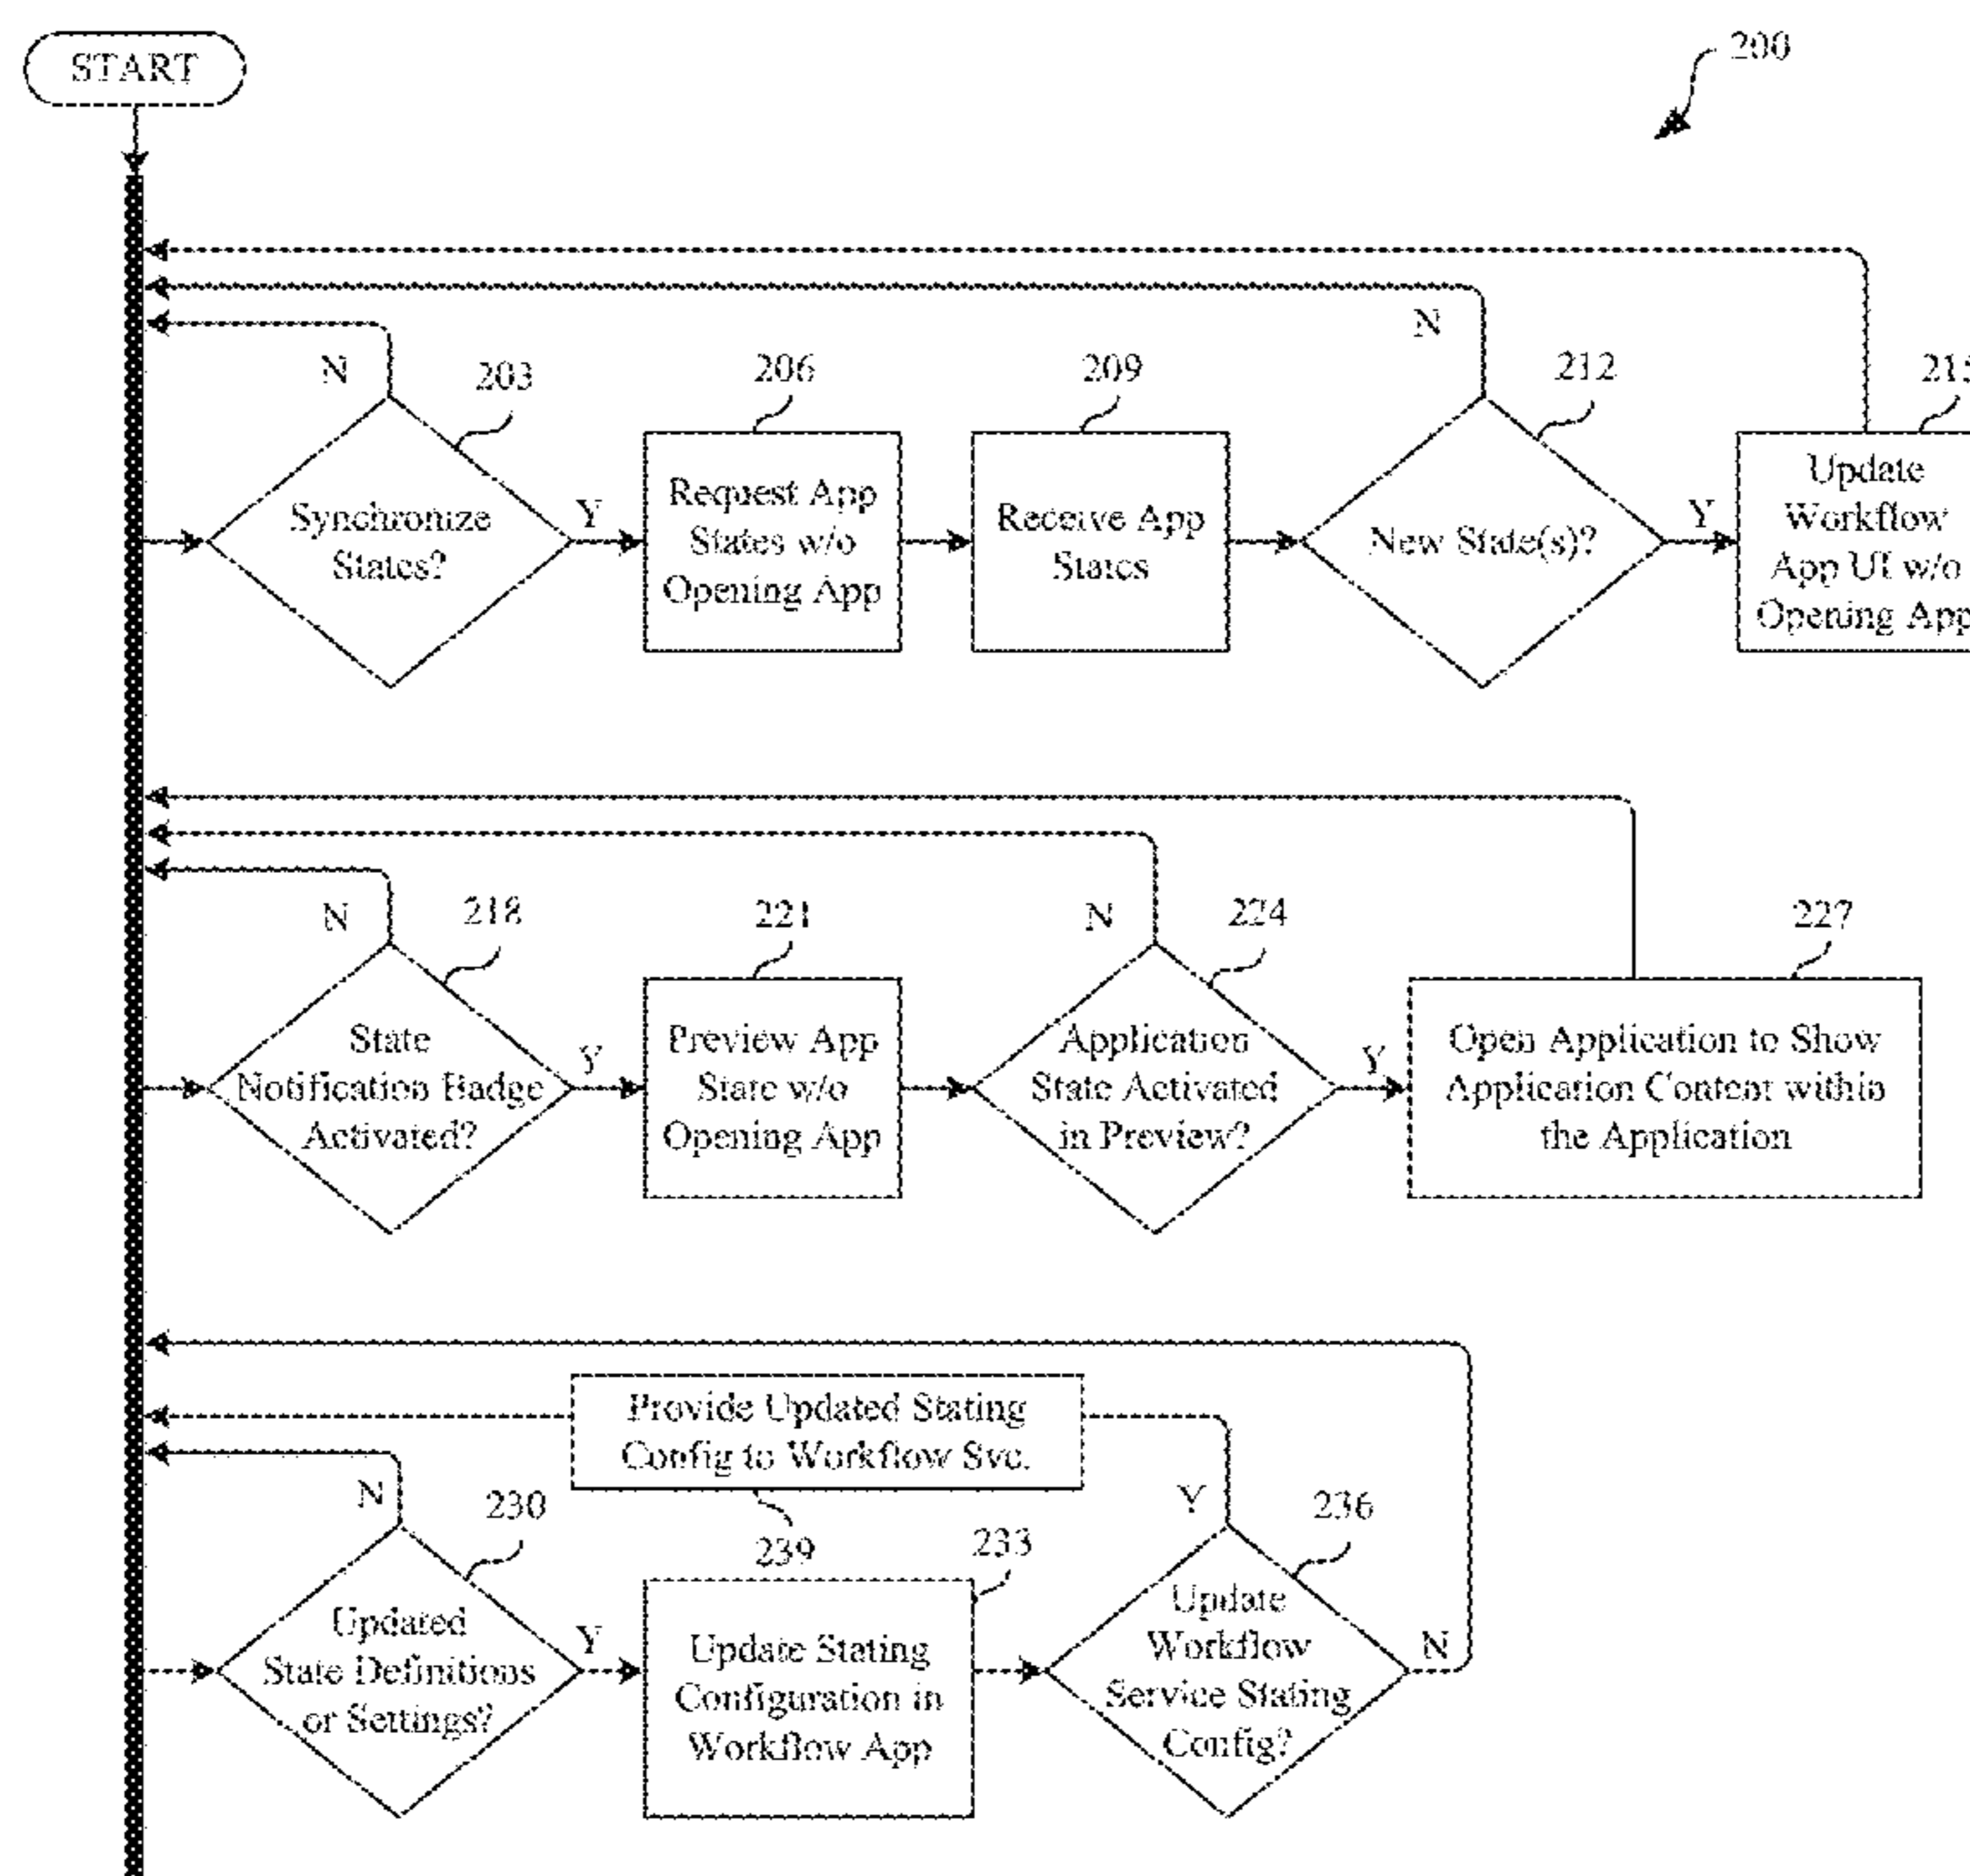 START
200
N
N
203
206
209
212
215
Synchronize
States?
Y
Request App
States w/o
Opening App
Receive App
States
New State(s)?
Y
Update
Workflow
App UI w/o
Opening App
N
218
221
N
224
227
State
Notification Badge
Activated?
Y
Preview App
State w/o
Opening App
Application
State Activated
in Preview?
Y
Open Application to Show
Application Content within
the Application
Provide Updated Stating
Config to Workflow Svc.
239
N
230
233
Y
236
Updated
State Definitions
or Settings?
Y
Update Stating
Configuration in
Workflow App
Update
Workflow
Service Stating
Config?
N